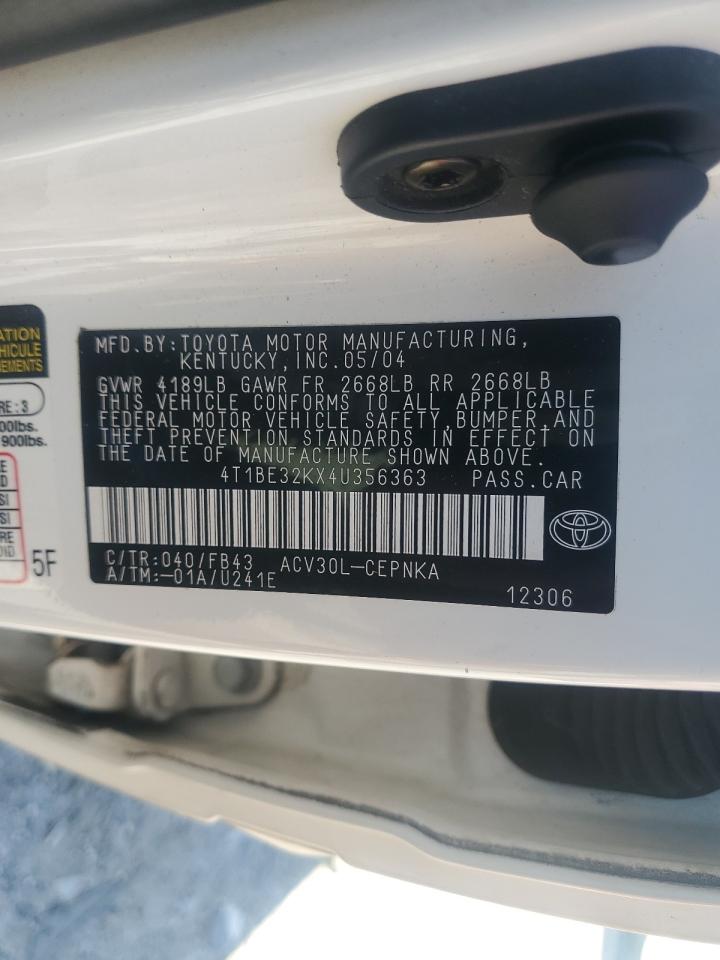 MFD.BY:TOYOTA MOTOR MANUFACTURING,
KENTUCKY,INC.05/04
GVWR 4189LB GAWR FR 2668LB RR 2668LB
THIS VEHICLE CONFORMS TO ALL APPLICABLE
FEDERAL MOTOR VEHICLE SAFETY,BUMPER,AND
THEFT PREVENTION STANDARDS IN EFFECT ON
THE DATE OF MANUFACTURE SHOWN ABOVE.
4T1BE32KX4U356363 PASS.CAR
C/TR:040/FB43 ACV30L-CEPNKA
A/TM:-01A/U241E
12306
5F